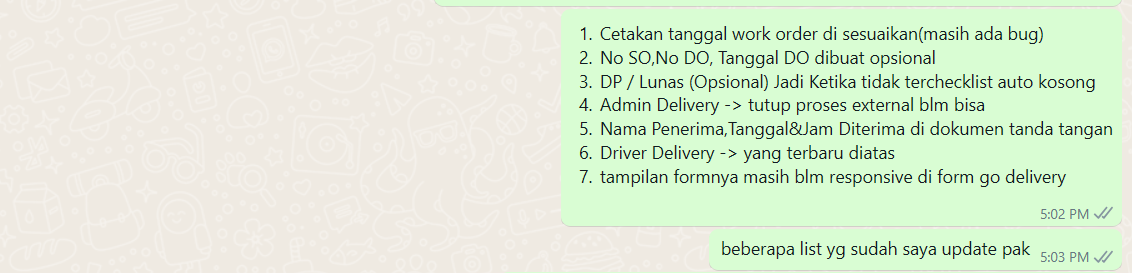 1. Cetakan tanggal work order di sesuaikan(masih ada bug)
2. No SO,No DO, Tanggal DO dibuat opsional
3. DP / Lunas (Opsional) Jadi Ketika tidak terchecklist auto kosong
4. Admin Delivery -> tutup proses external blm bisa
5. Nama Penerima,Tanggal&Jam Diterima di dokumen tanda tangan
6. Driver Delivery -> yang terbaru diatas
7. tampilan formnya masih blm responsive di form go delivery
5:02 PM
beberapa list yg sudah saya update pak
5:03 PM